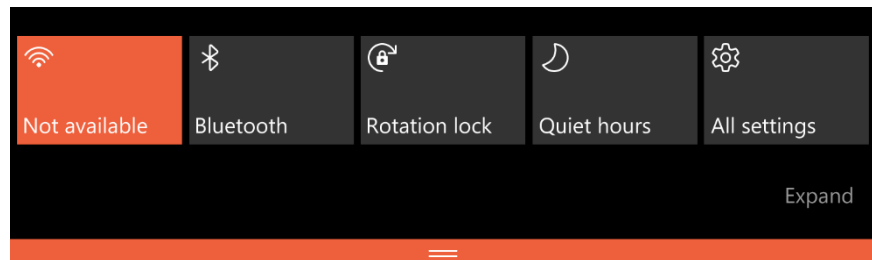 Not available
Bluetooth
Rotation lock
Quiet hours
All settings
Expand